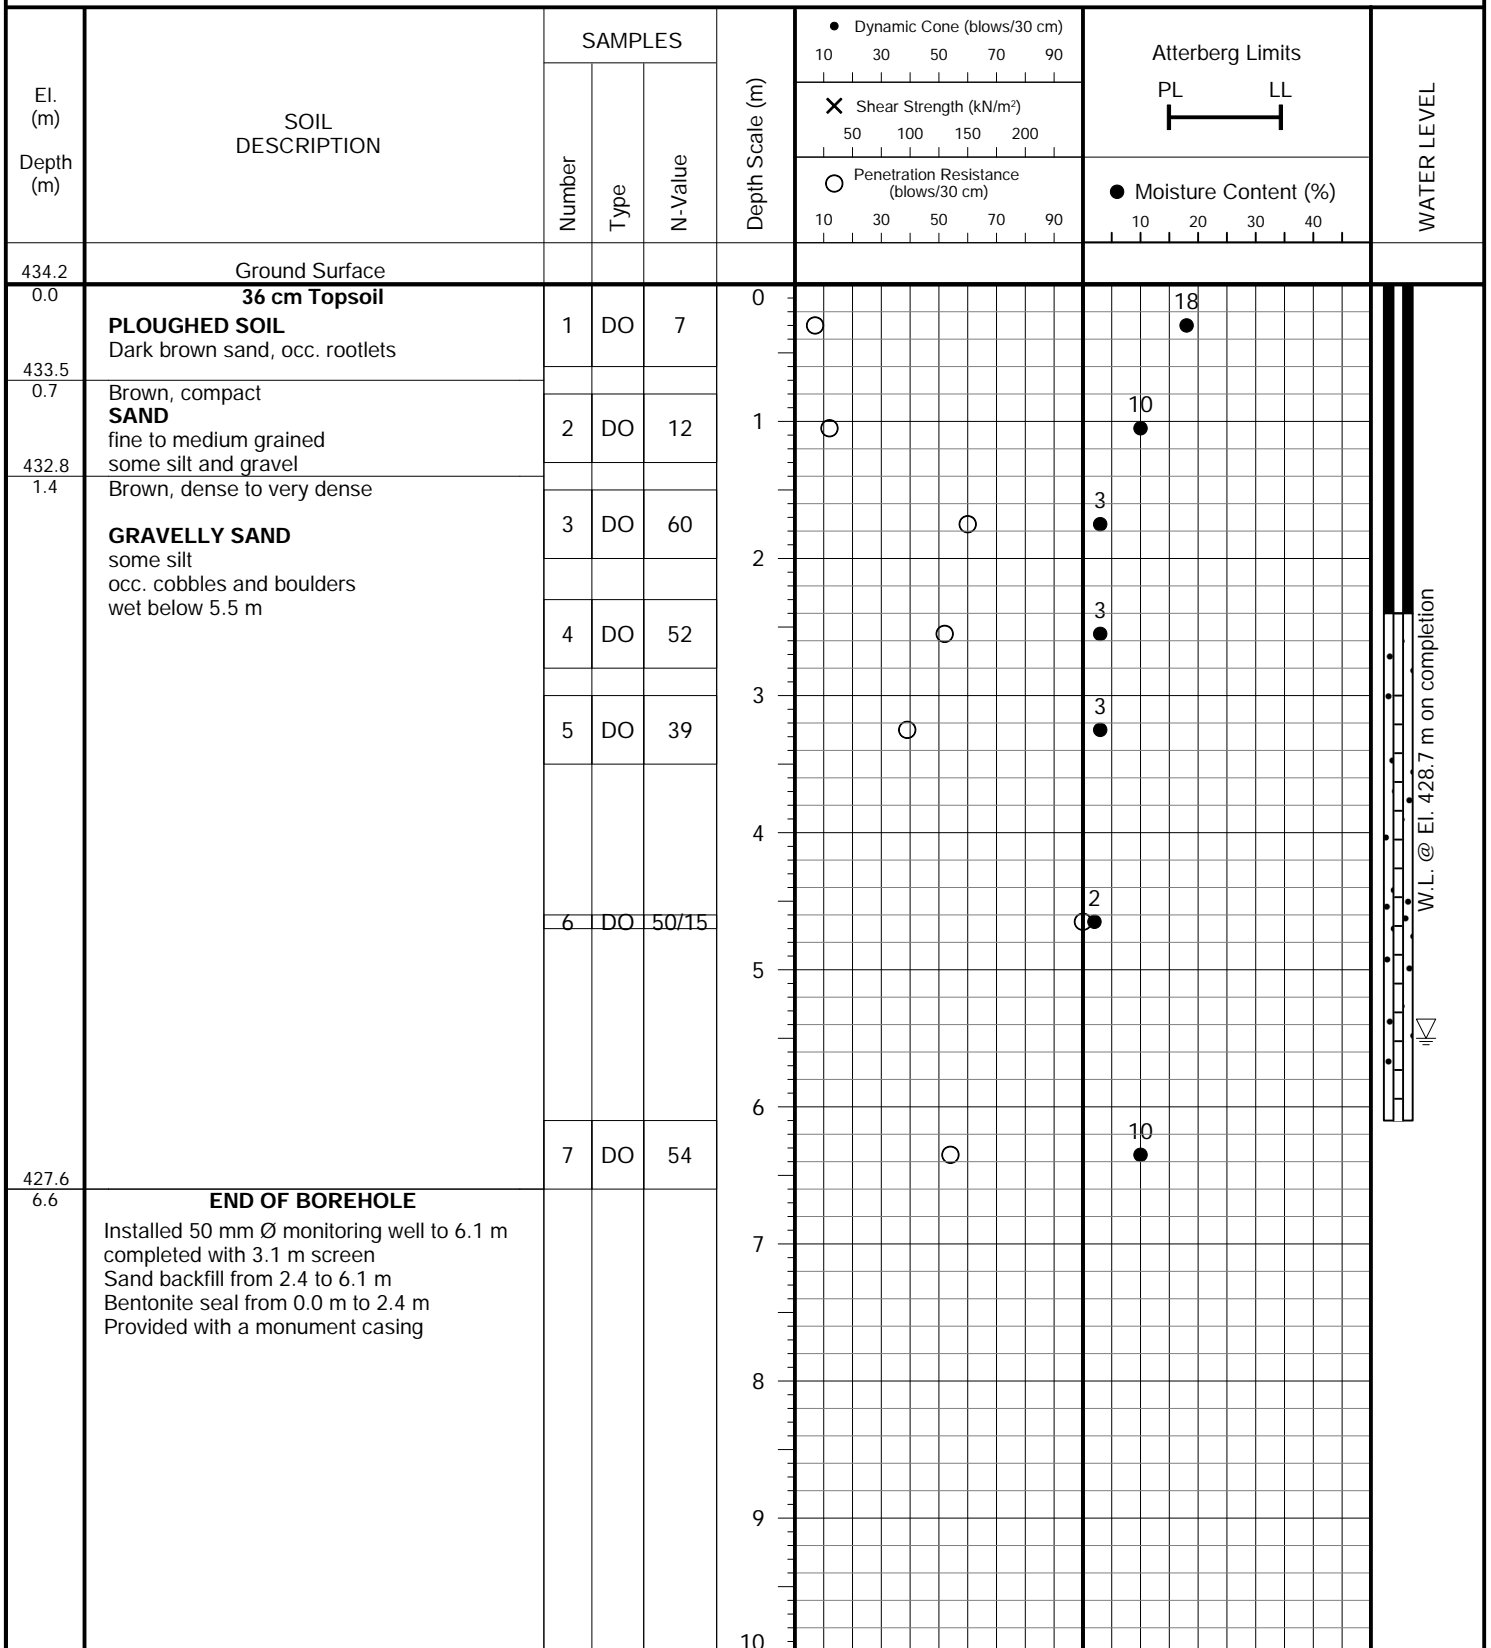 El.
(m)
Depth
(m)
SOIL
DESCRIPTION
SAMPLES
Number
Type
N-Value
Depth Scale (m)
● Dynamic Cone (blows/30 cm)
10 30 50 70 90
✕ Shear Strength (kN/m²)
50 100 150 200
○ Penetration Resistance
(blows/30 cm)
10 30 50 70 90
Atterberg Limits
PL LL
● Moisture Content (%)
10 20 30 40
WATER LEVEL
434.2 Ground Surface
0.0 36 cm Topsoil
PLOUGHED SOIL
Dark brown sand, occ. rootlets
433.5
0.7 Brown, compact
SAND
fine to medium grained
some silt and gravel
432.8
1.4 Brown, dense to very dense
GRAVELLY SAND
some silt
occ. cobbles and boulders
wet below 5.5 m
427.6
6.6 END OF BOREHOLE
Installed 50 mm Ø monitoring well to 6.1 m
completed with 3.1 m screen
Sand backfill from 2.4 to 6.1 m
Bentonite seal from 0.0 m to 2.4 m
Provided with a monument casing
1 DO 7
2 DO 12
3 DO 60
4 DO 52
5 DO 39
6 DO 50/15
7 DO 54
0
1
2
3
4
5
6
7
8
9
10
18
10
3
3
3
2
10
W.L. @ El. 428.7 m on completion